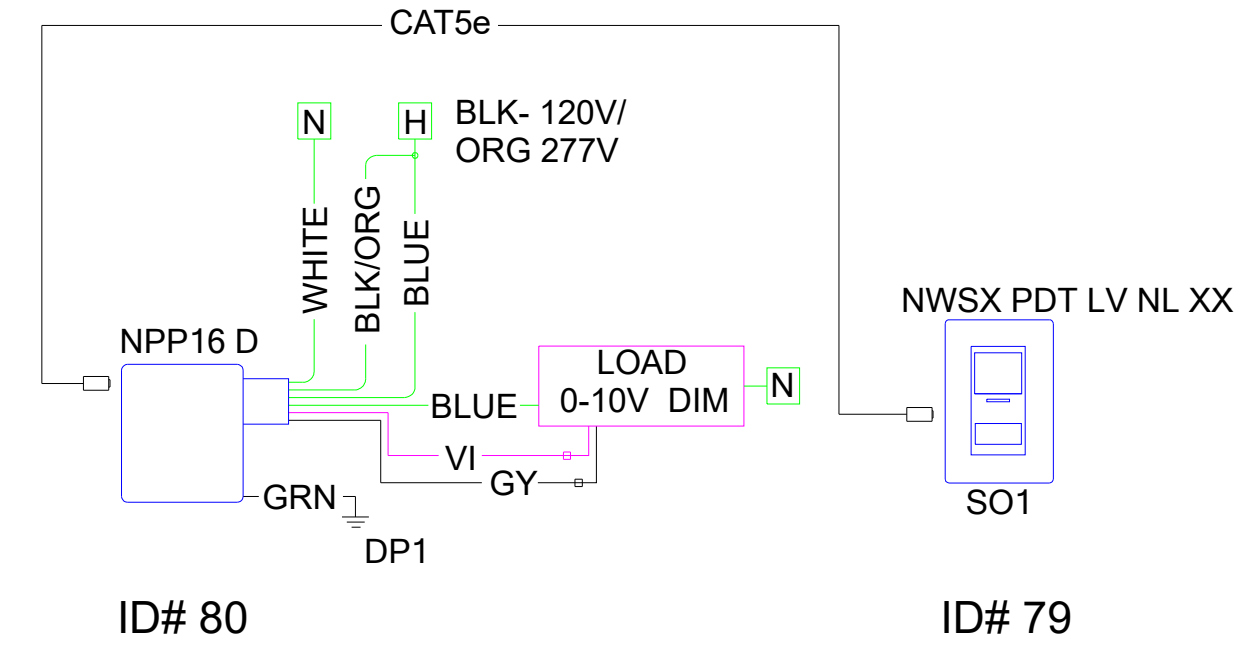 CAT5e
N
H
BLK- 120V/
ORG 277V
WHITE
BLK/ORG
BLUE
NPP16 D
LOAD
0-10V DIM
N
BLUE
VI
GY
GRN
DP1
NWSX PDT LV NL XX
SO1
ID# 80
ID# 79